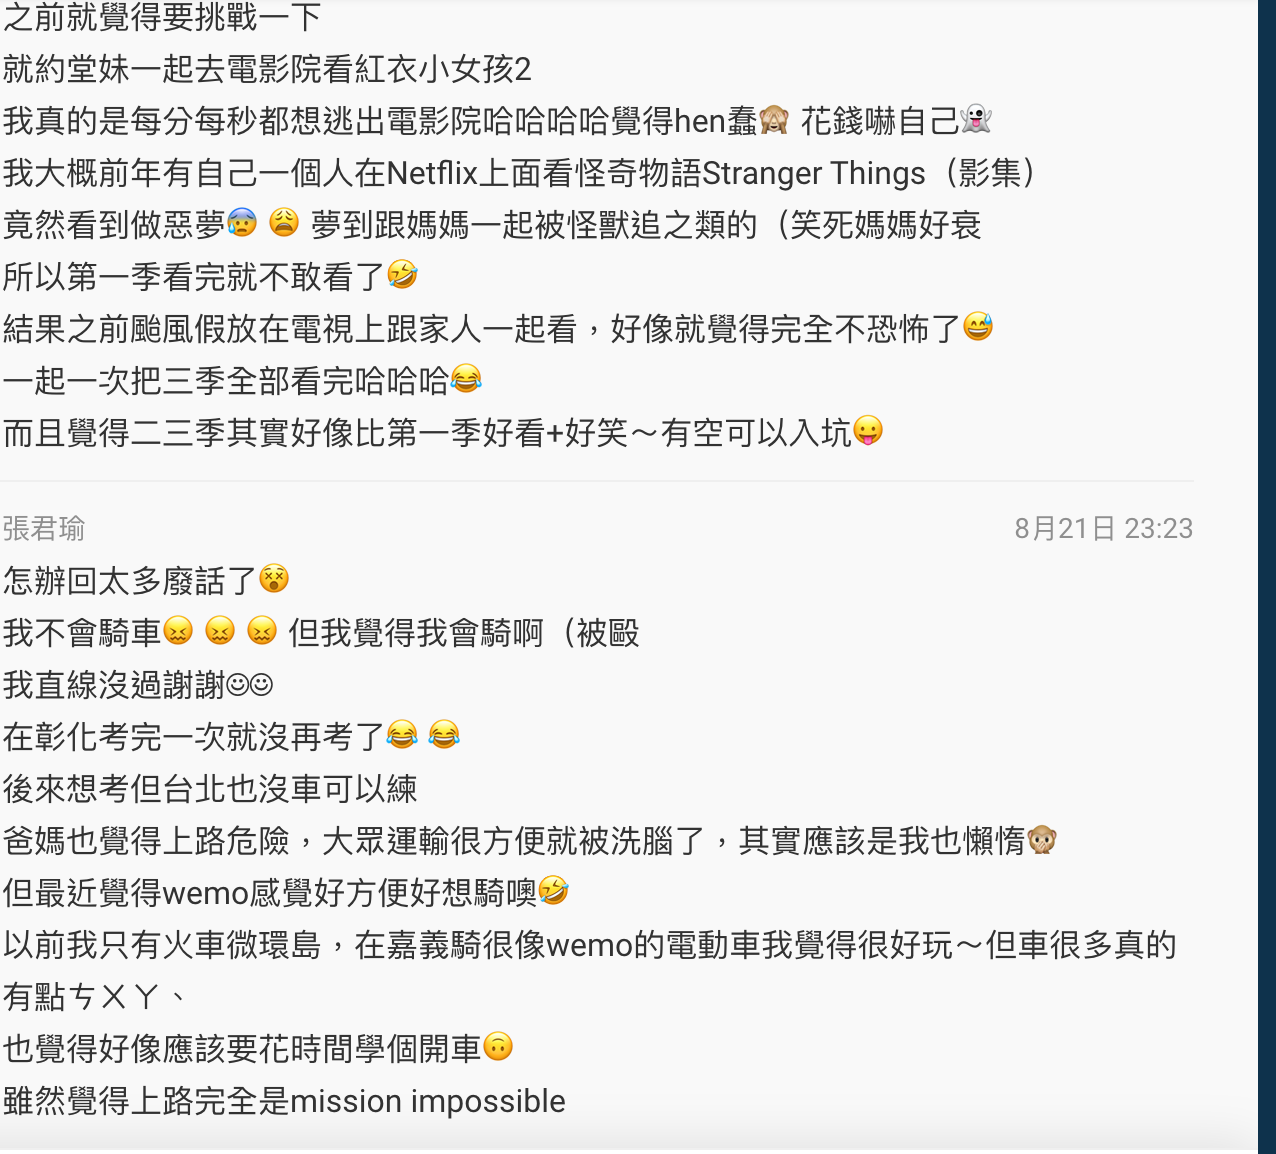 之前就覺得要挑戰一下
就約堂妹一起去電影院看紅衣小女孩2
我真的是每分每秒都想逃出電影院哈哈哈哈覺得hen蠢🙈 花錢嚇自己👻
我大概前年有自己一個人在Netflix上面看怪奇物語Stranger Things（影集）
竟然看到做惡夢😰 😩 夢到跟媽媽一起被怪獸追之類的（笑死媽媽好衰
所以第一季看完就不敢看了🤣
結果之前颱風假放在電視上跟家人一起看，好像就覺得完全不恐怖了😅
一起一次把三季全部看完哈哈哈😂
而且覺得二三季其實好像比第一季好看+好笑～有空可以入坑😛
張君瑜
8月21日 23:23
怎辦回太多廢話了😵
我不會騎車😖 😖 😖 但我覺得我會騎啊（被毆
我直線沒過謝謝☺☺
在彰化考完一次就沒再考了😂 😂
後來想考但台北也沒車可以練
爸媽也覺得上路危險，大眾運輸很方便就被洗腦了，其實應該是我也懶惰🙊
但最近覺得wemo感覺好方便好想騎噢🤣
以前我只有火車微環島，在嘉義騎很像wemo的電動車我覺得很好玩～但車很多真的
有點ㄘㄨㄚˋ
也覺得好像應該要花時間學個開車🙃
雖然覺得上路完全是mission impossible